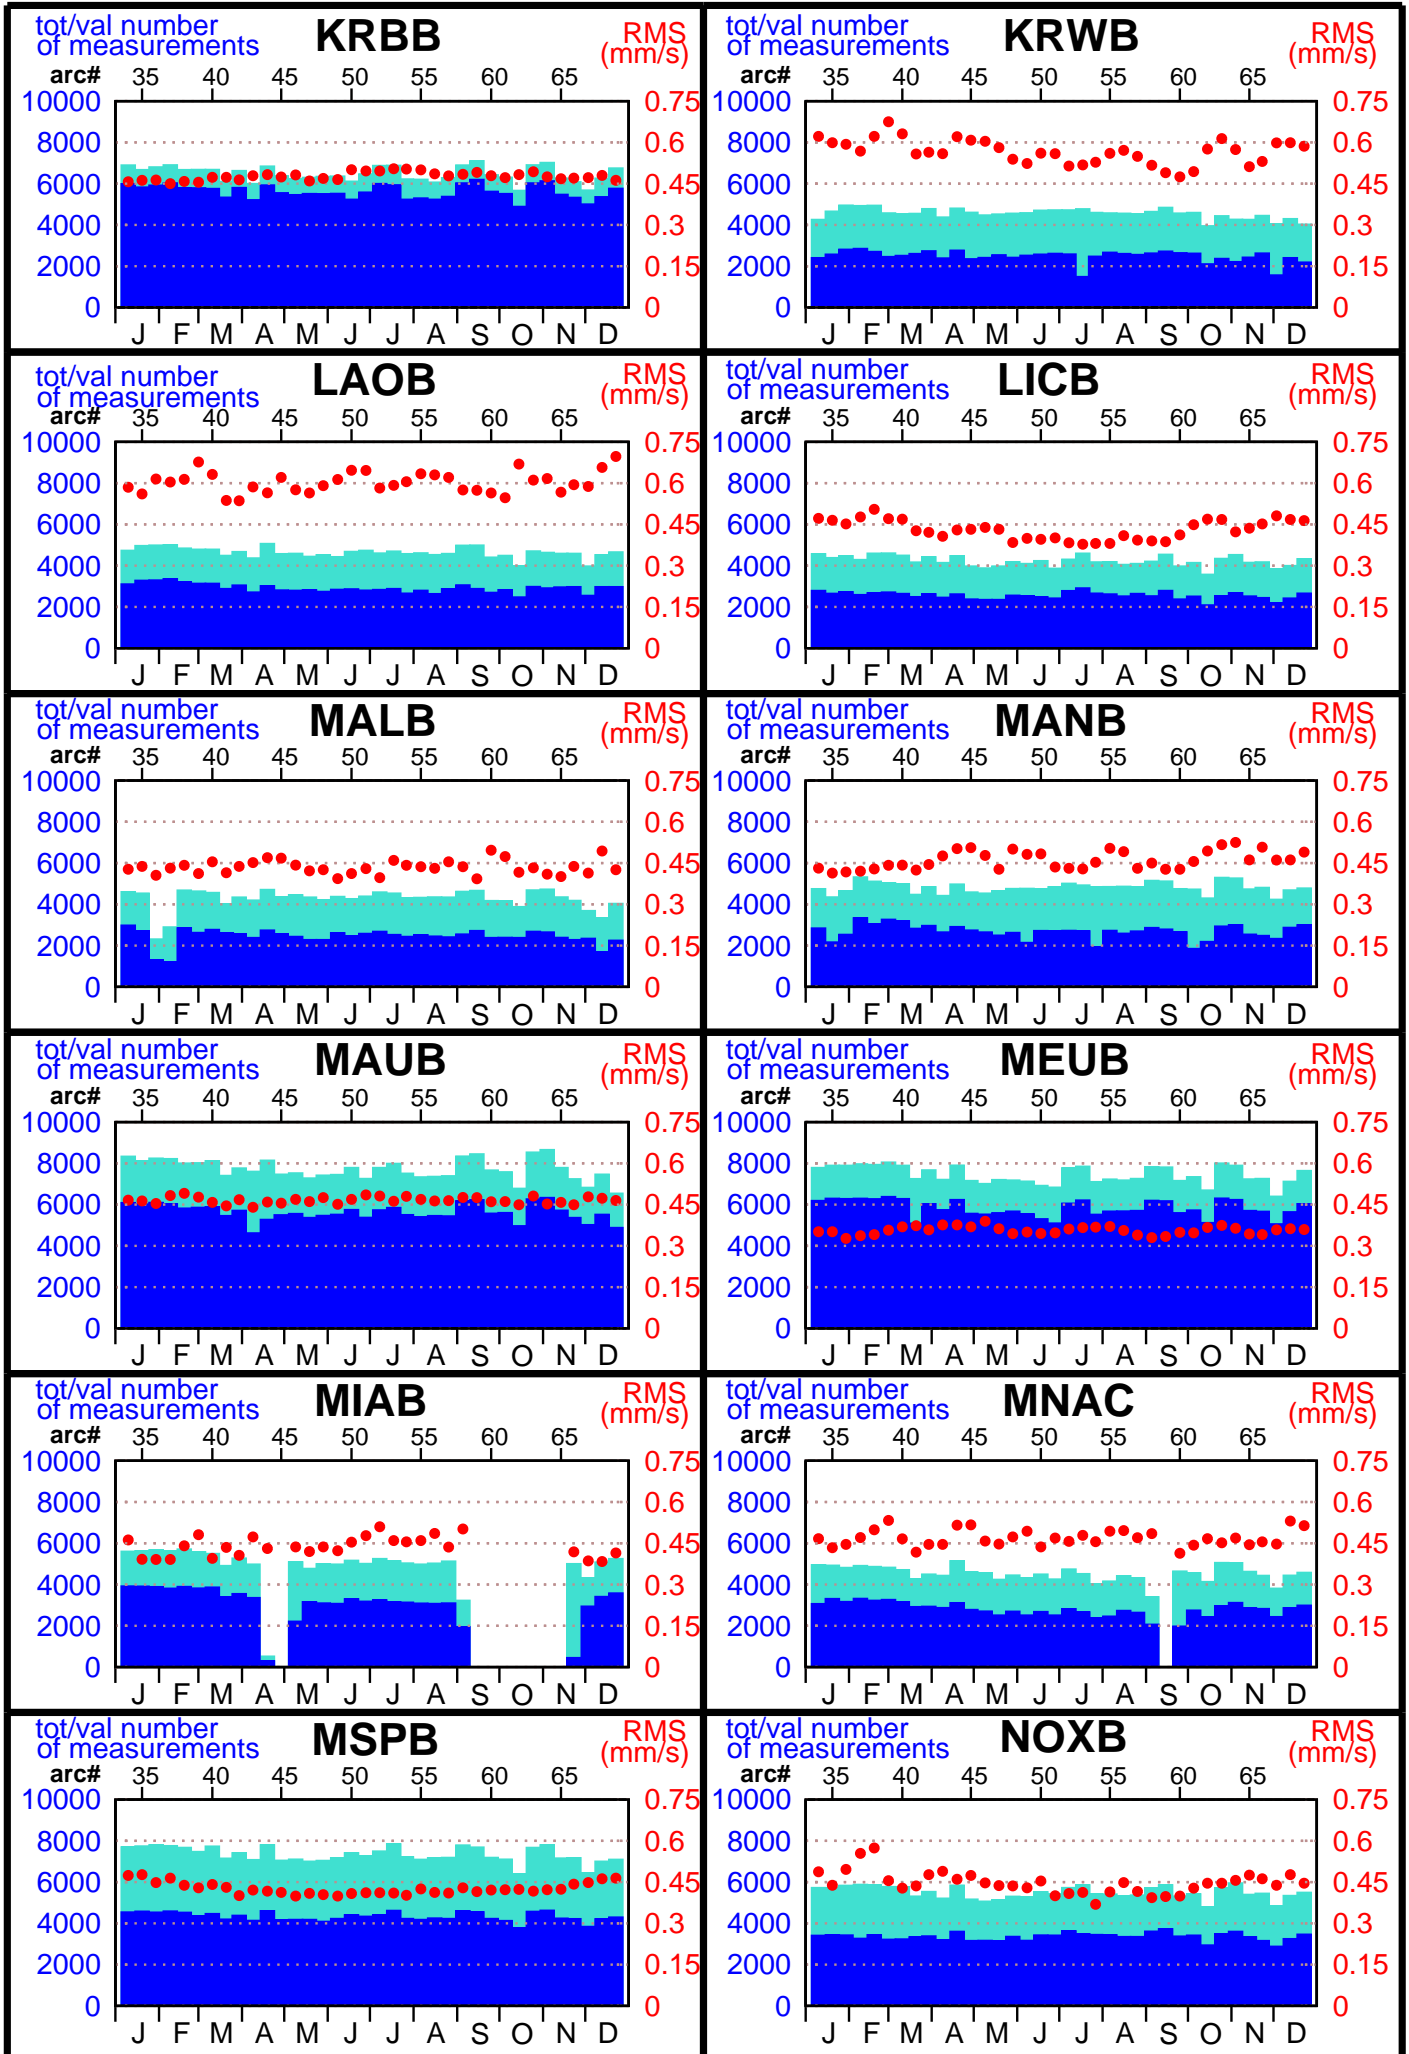 tot/val number
of measurements
KRBB
RMS
(mm/s)
arc# 35 40 45 50 55 60 65
10000 0.75
8000 0.6
6000 0.45
4000 0.3
2000 0.15
0 0
J F M A M J J A S O N D
tot/val number
of measurements
KRWB
RMS
(mm/s)
arc# 35 40 45 50 55 60 65
10000 0.75
8000 0.6
6000 0.45
4000 0.3
2000 0.15
0 0
J F M A M J J A S O N D
tot/val number
of measurements
LAOB
RMS
(mm/s)
arc# 35 40 45 50 55 60 65
10000 0.75
8000 0.6
6000 0.45
4000 0.3
2000 0.15
0 0
J F M A M J J A S O N D
tot/val number
of measurements
LICB
RMS
(mm/s)
arc# 35 40 45 50 55 60 65
10000 0.75
8000 0.6
6000 0.45
4000 0.3
2000 0.15
0 0
J F M A M J J A S O N D
tot/val number
of measurements
MALB
RMS
(mm/s)
arc# 35 40 45 50 55 60 65
10000 0.75
8000 0.6
6000 0.45
4000 0.3
2000 0.15
0 0
J F M A M J J A S O N D
tot/val number
of measurements
MANB
RMS
(mm/s)
arc# 35 40 45 50 55 60 65
10000 0.75
8000 0.6
6000 0.45
4000 0.3
2000 0.15
0 0
J F M A M J J A S O N D
tot/val number
of measurements
MAUB
RMS
(mm/s)
arc# 35 40 45 50 55 60 65
10000 0.75
8000 0.6
6000 0.45
4000 0.3
2000 0.15
0 0
J F M A M J J A S O N D
tot/val number
of measurements
MEUB
RMS
(mm/s)
arc# 35 40 45 50 55 60 65
10000 0.75
8000 0.6
6000 0.45
4000 0.3
2000 0.15
0 0
J F M A M J J A S O N D
tot/val number
of measurements
MIAB
RMS
(mm/s)
arc# 35 40 45 50 55 60 65
10000 0.75
8000 0.6
6000 0.45
4000 0.3
2000 0.15
0 0
J F M A M J J A S O N D
tot/val number
of measurements
MNAC
RMS
(mm/s)
arc# 35 40 45 50 55 60 65
10000 0.75
8000 0.6
6000 0.45
4000 0.3
2000 0.15
0 0
J F M A M J J A S O N D
tot/val number
of measurements
MSPB
RMS
(mm/s)
arc# 35 40 45 50 55 60 65
10000 0.75
8000 0.6
6000 0.45
4000 0.3
2000 0.15
0 0
J F M A M J J A S O N D
tot/val number
of measurements
NOXB
RMS
(mm/s)
arc# 35 40 45 50 55 60 65
10000 0.75
8000 0.6
6000 0.45
4000 0.3
2000 0.15
0 0
J F M A M J J A S O N D